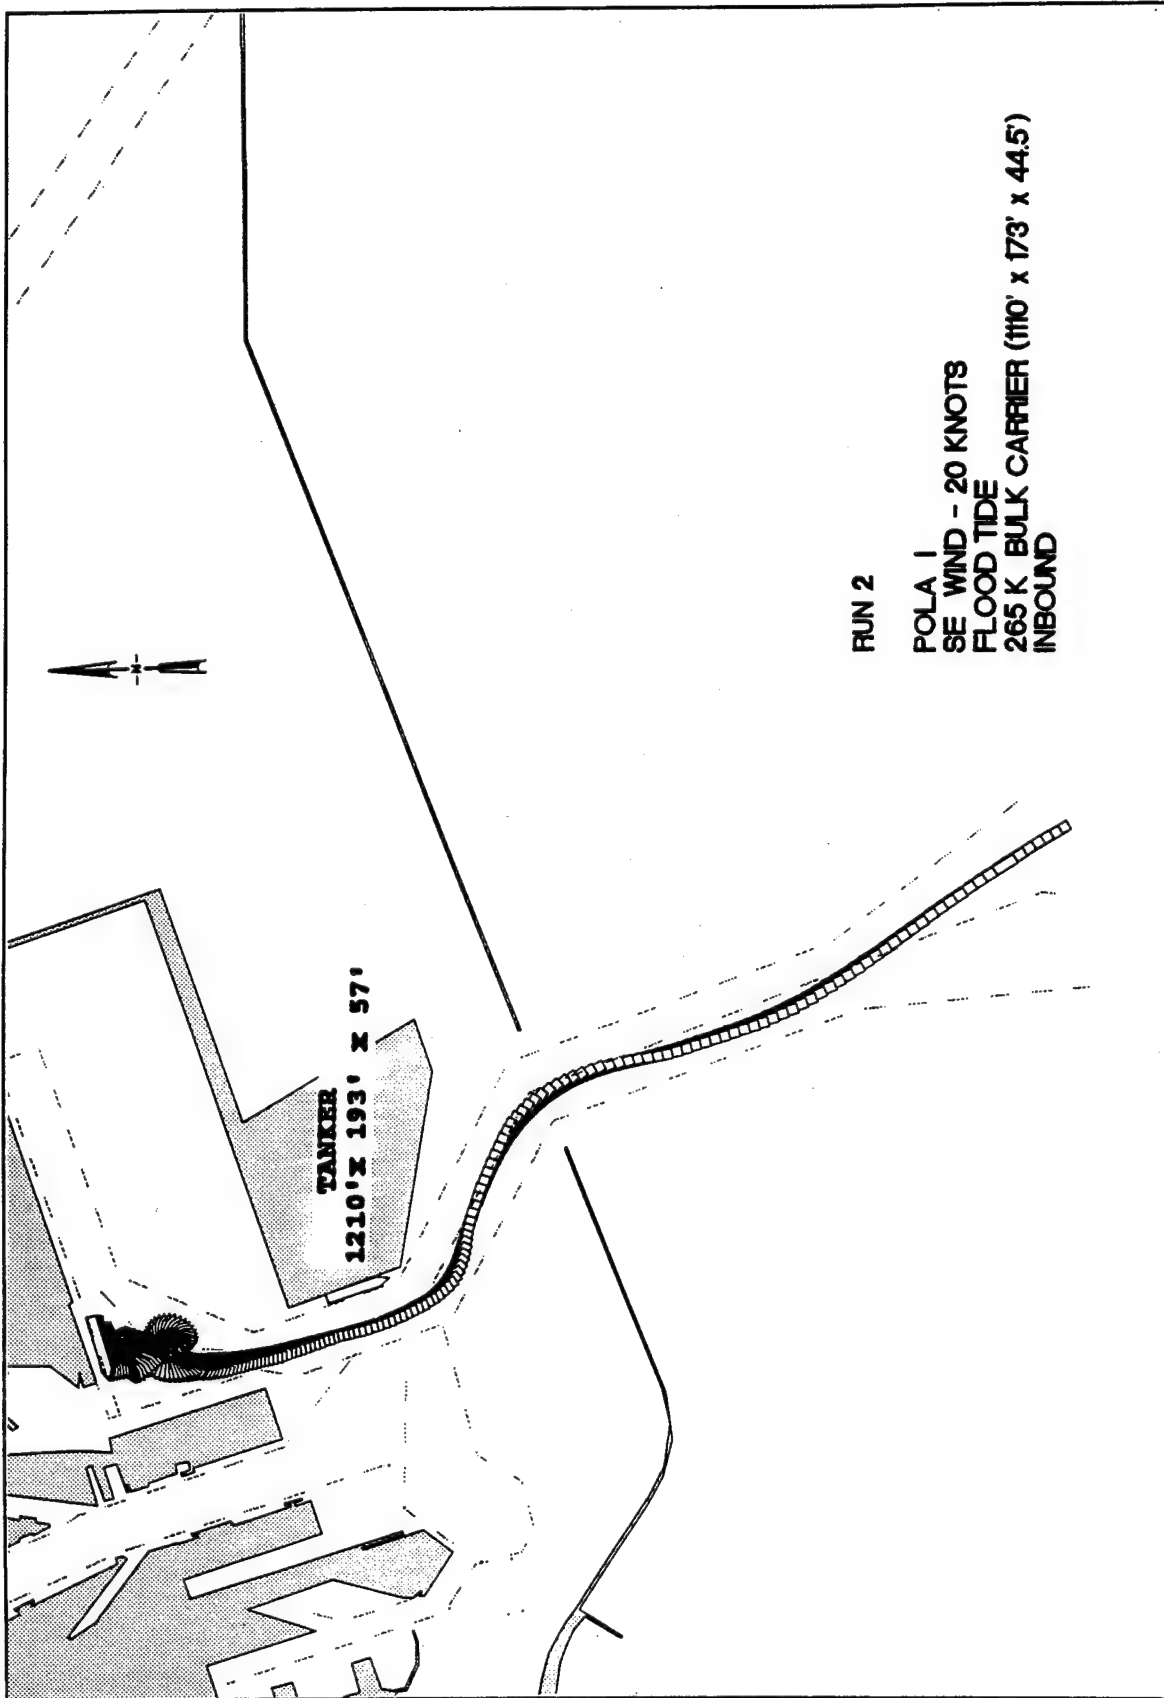 N
TANKER
1210'X 193' X 57'
RUN 2
POLA I
SE WIND - 20 KNOTS
FLOOD TIDE
265 K BULK CARRIER (1110' x 173' x 44.5')
INBOUND